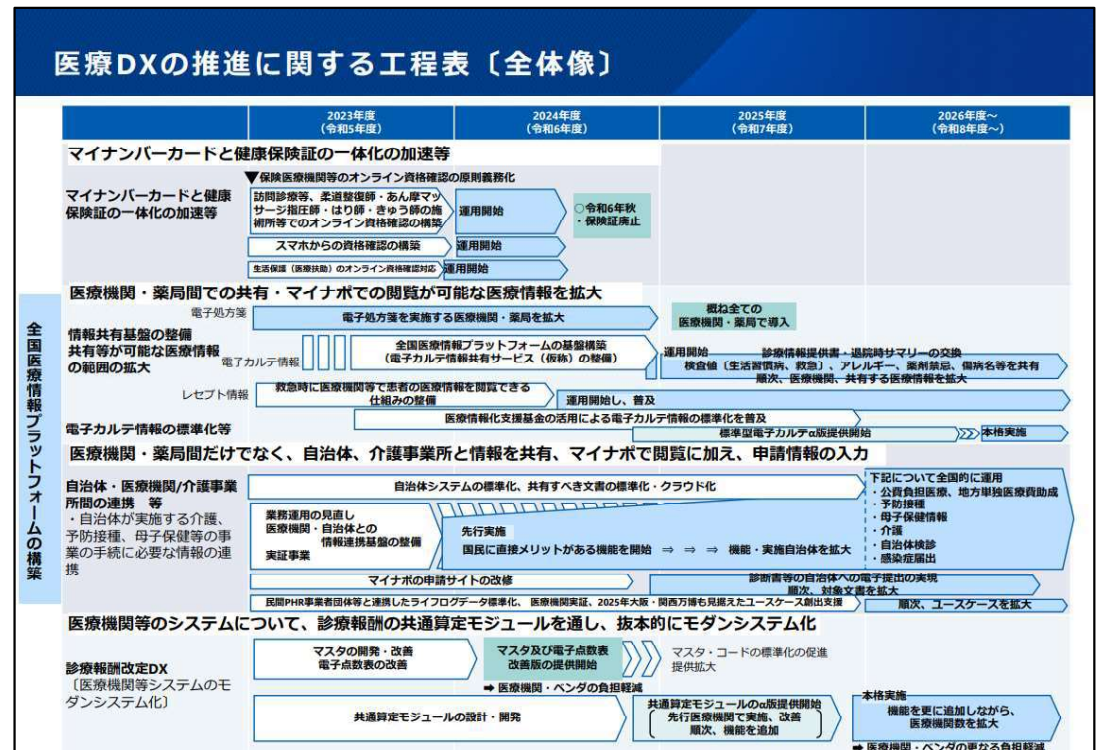 医療DXの推進に関する工程表〔全体像〕
2023年度
(令和5年度)
2024年度
(令和6年度)
2025年度
(令和7年度)
2026年度~
(令和8年度~)
全国医療情報プラットフォームの構築
マイナンバーカードと健康保険証の一体化の加速等
▼保険医療機関等のオンライン資格確認の原則義務化
マイナンバーカードと健康
保険証の一体化の加速等
訪問診療等、柔道整復師・あん摩マッ
サージ指圧師・はり師・きゅう師の施
術所等でのオンライン資格確認の構築
運用開始
○令和6年秋
・保険証廃止
スマホからの資格確認の構築
運用開始
生活保護(医療扶助)のオンライン資格確認対応
運用開始
医療機関・薬局間での共有・マイナポでの閲覧が可能な医療情報を拡大
電子処方箋
電子処方箋を実施する医療機関・薬局を拡大
概ね全ての
医療機関・薬局で導入
情報共有基盤の整備
共有等が可能な医療情報
の範囲の拡大
電子カルテ情報
全国医療情報プラットフォームの基盤構築
(電子カルテ情報共有サービス(仮称)の整備)
運用開始
診療情報提供書・退院時サマリーの交換
検査値〔生活習慣病、救急〕、アレルギー、薬剤禁忌、傷病名等を共有
順次、医療機関、共有する医療情報を拡大
レセプト情報
救急時に医療機関等で患者の医療情報を閲覧できる
仕組みの整備
運用開始し、普及
電子カルテ情報の標準化等
医療情報化支援基金の活用による電子カルテ情報の標準化を普及
標準型電子カルテα版提供開始
本格実施
医療機関・薬局間だけでなく、自治体、介護事業所と情報を共有、マイナポで閲覧に加え、申請情報の入力
自治体・医療機関/介護事業
所間の連携 等
・自治体が実施する介護、
予防接種、母子保健等の事
業の手続に必要な情報の連
携
自治体システムの標準化、共有すべき文書の標準化・クラウド化
業務運用の見直し
医療機関・自治体との
情報連携基盤の整備
実証事業
先行実施
国民に直接メリットがある機能を開始 ⇒ ⇒ ⇒ 機能・実施自治体を拡大
下記について全国的に運用
・公費負担医療、地方単独医療費助成
・予防接種
・母子保健情報
・介護
・自治体検診
・感染症届出
マイナポの申請サイトの改修
診断書等の自治体への電子提出の実現
順次、対象文書を拡大
民間PHR事業者団体等と連携したライフログデータ標準化、 医療機関実証、2025年大阪・関西万博も見据えたユースケース創出支援
順次、ユースケースを拡大
医療機関等のシステムについて、診療報酬の共通算定モジュールを通し、抜本的にモダンシステム化
診療報酬改定DX
〔医療機関等システムのモ
ダンシステム化〕
マスタの開発・改善
電子点数表の改善
マスタ及び電子点数表
改善版の提供開始
マスタ・コードの標準化の促進
提供拡大
➡ 医療機関・ベンダの負担軽減
共通算定モジュールの設計・開発
共通算定モジュールのα版提供開始
先行医療機関で実施、改善
順次、機能を追加
本格実施
機能を更に追加しながら、
医療機関数を拡大
➡ 医療機関・ベンダの更なる負担軽減